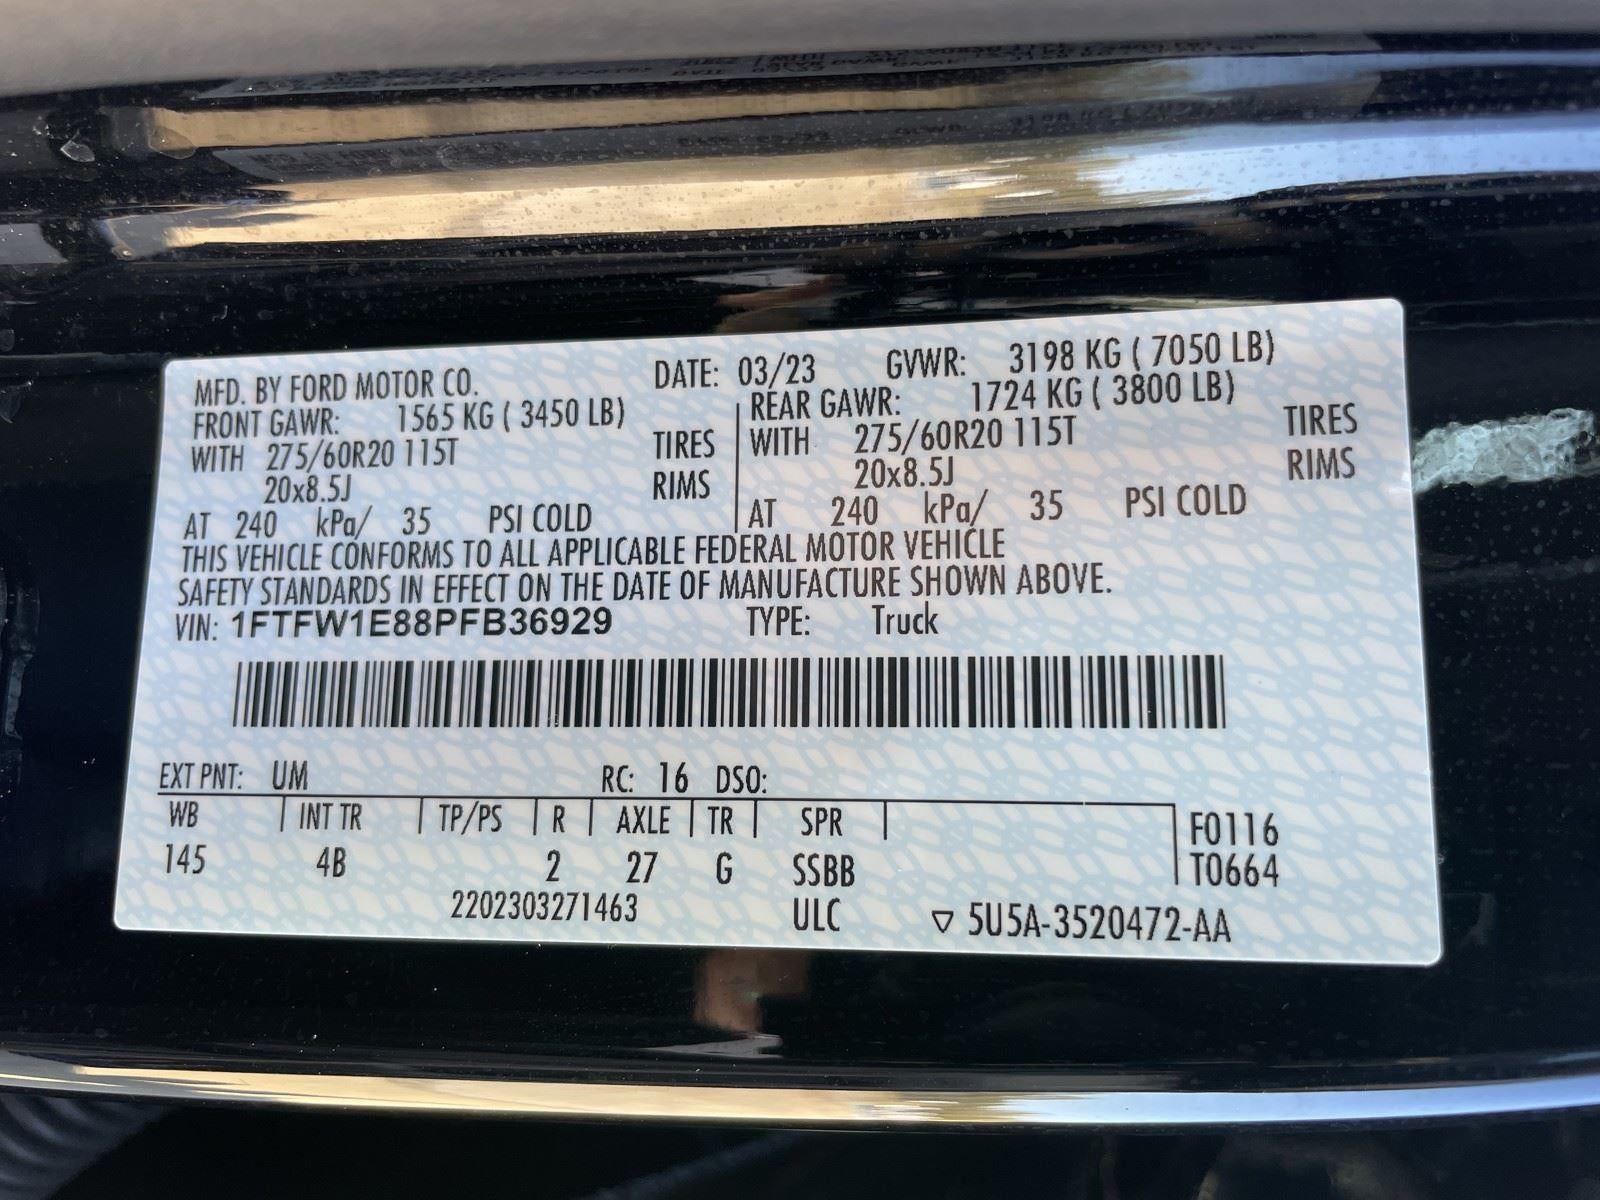 MFD. BY FORD MOTOR CO. DATE: 03/23 GVWR: 3198 KG ( 7050 LB)
FRONT GAWR: 1565 KG ( 3450 LB) REAR GAWR: 1724 KG ( 3800 LB)
WITH 275/60R20 115T TIRES WITH 275/60R20 115T TIRES
20x8.5J RIMS 20x8.5J RIMS
AT 240 kPa/ 35 PSI COLD AT 240 kPa/ 35 PSI COLD
THIS VEHICLE CONFORMS TO ALL APPLICABLE FEDERAL MOTOR VEHICLE
SAFETY STANDARDS IN EFFECT ON THE DATE OF MANUFACTURE SHOWN ABOVE.
VIN: 1FTFW1E88PFB36929 TYPE: Truck
EXT PNT: UM RC: 16 DSO:
WB INT TR TP/PS R AXLE TR SPR F0116
145 4B 2 27 G SSBB T0664
2202303271463 ULC ▽ 5U5A-3520472-AA